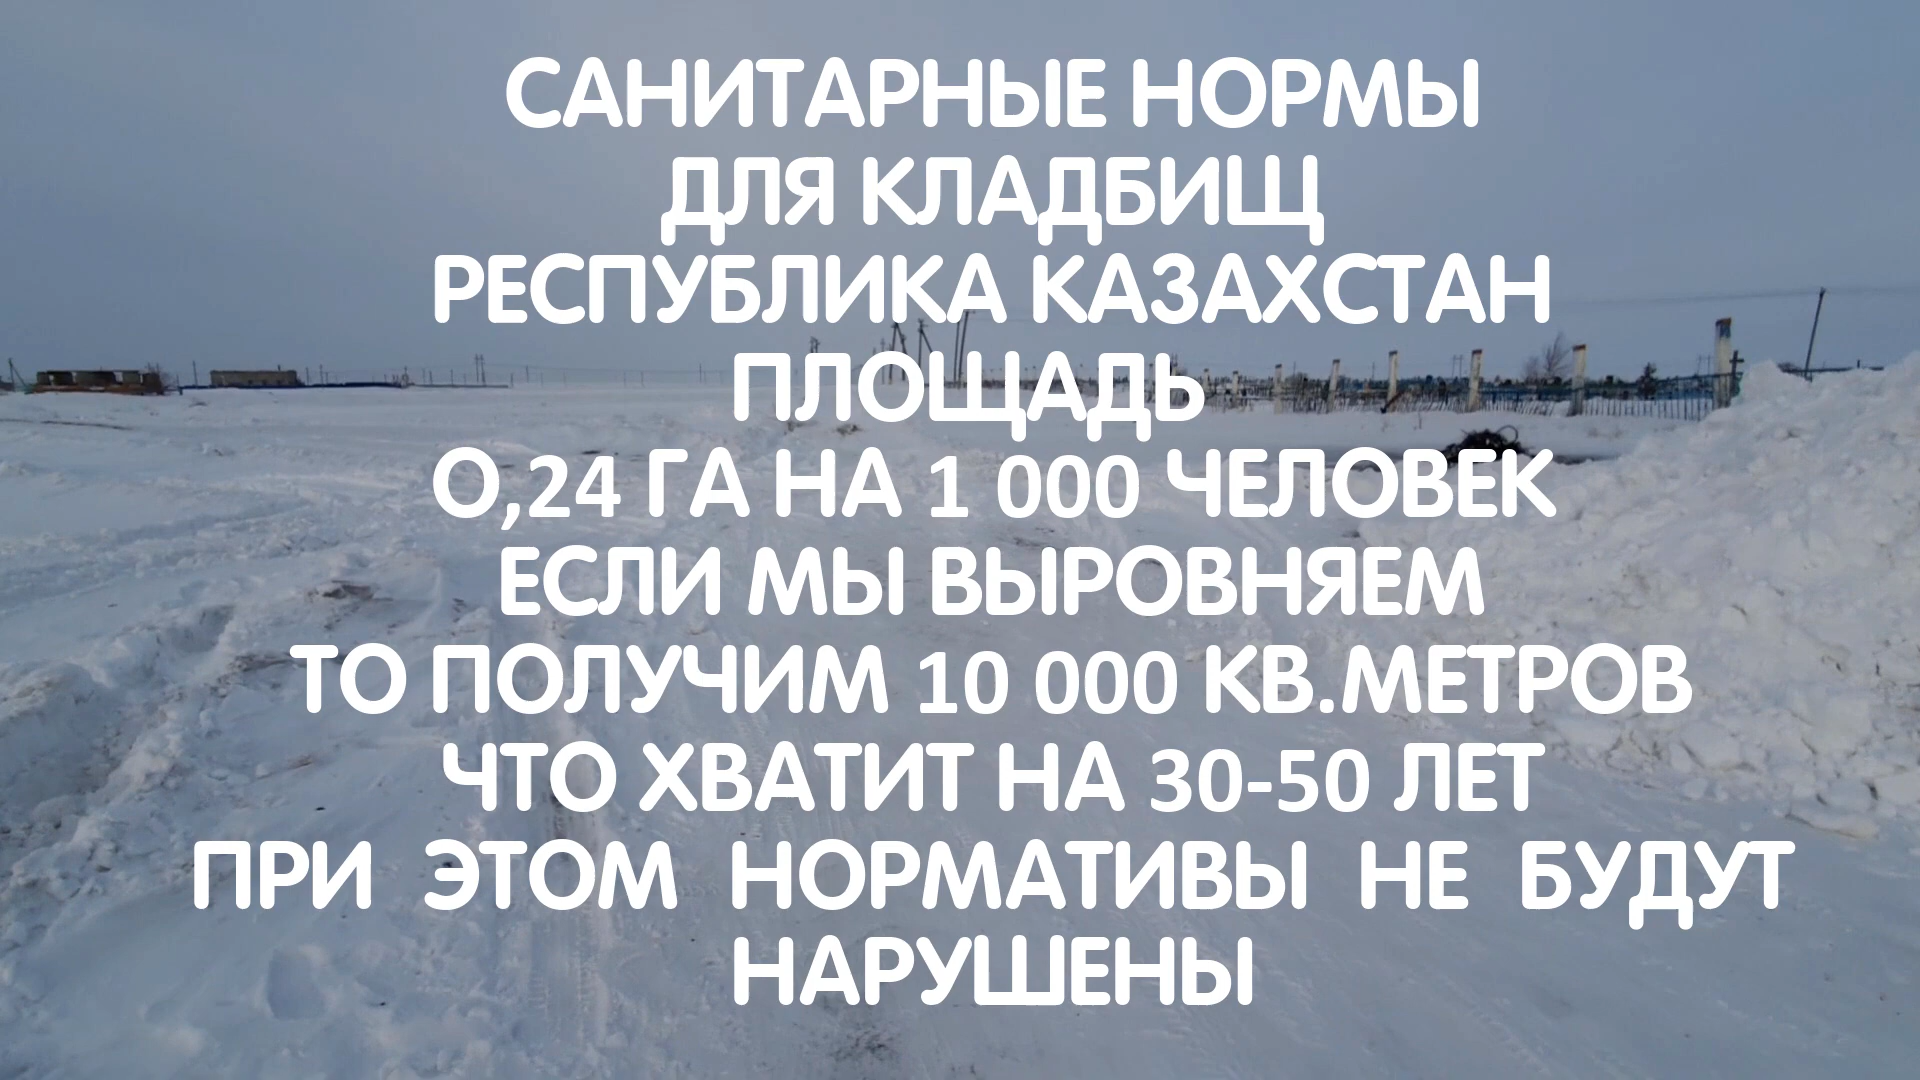 САНИТАРНЫЕ НОРМЫ
ДЛЯ КЛАДБИЩ
РЕСПУБЛИКА КАЗАХСТАН
ПЛОЩАДЬ
О,24 ГА НА 1 000 ЧЕЛОВЕК
ЕСЛИ МЫ ВЫРОВНЯЕМ
ТО ПОЛУЧИМ 10 000 КВ.МЕТРОВ
ЧТО ХВАТИТ НА 30-50 ЛЕТ
ПРИ ЭТОМ НОРМАТИВЫ НЕ БУДУТ
НАРУШЕНЫ